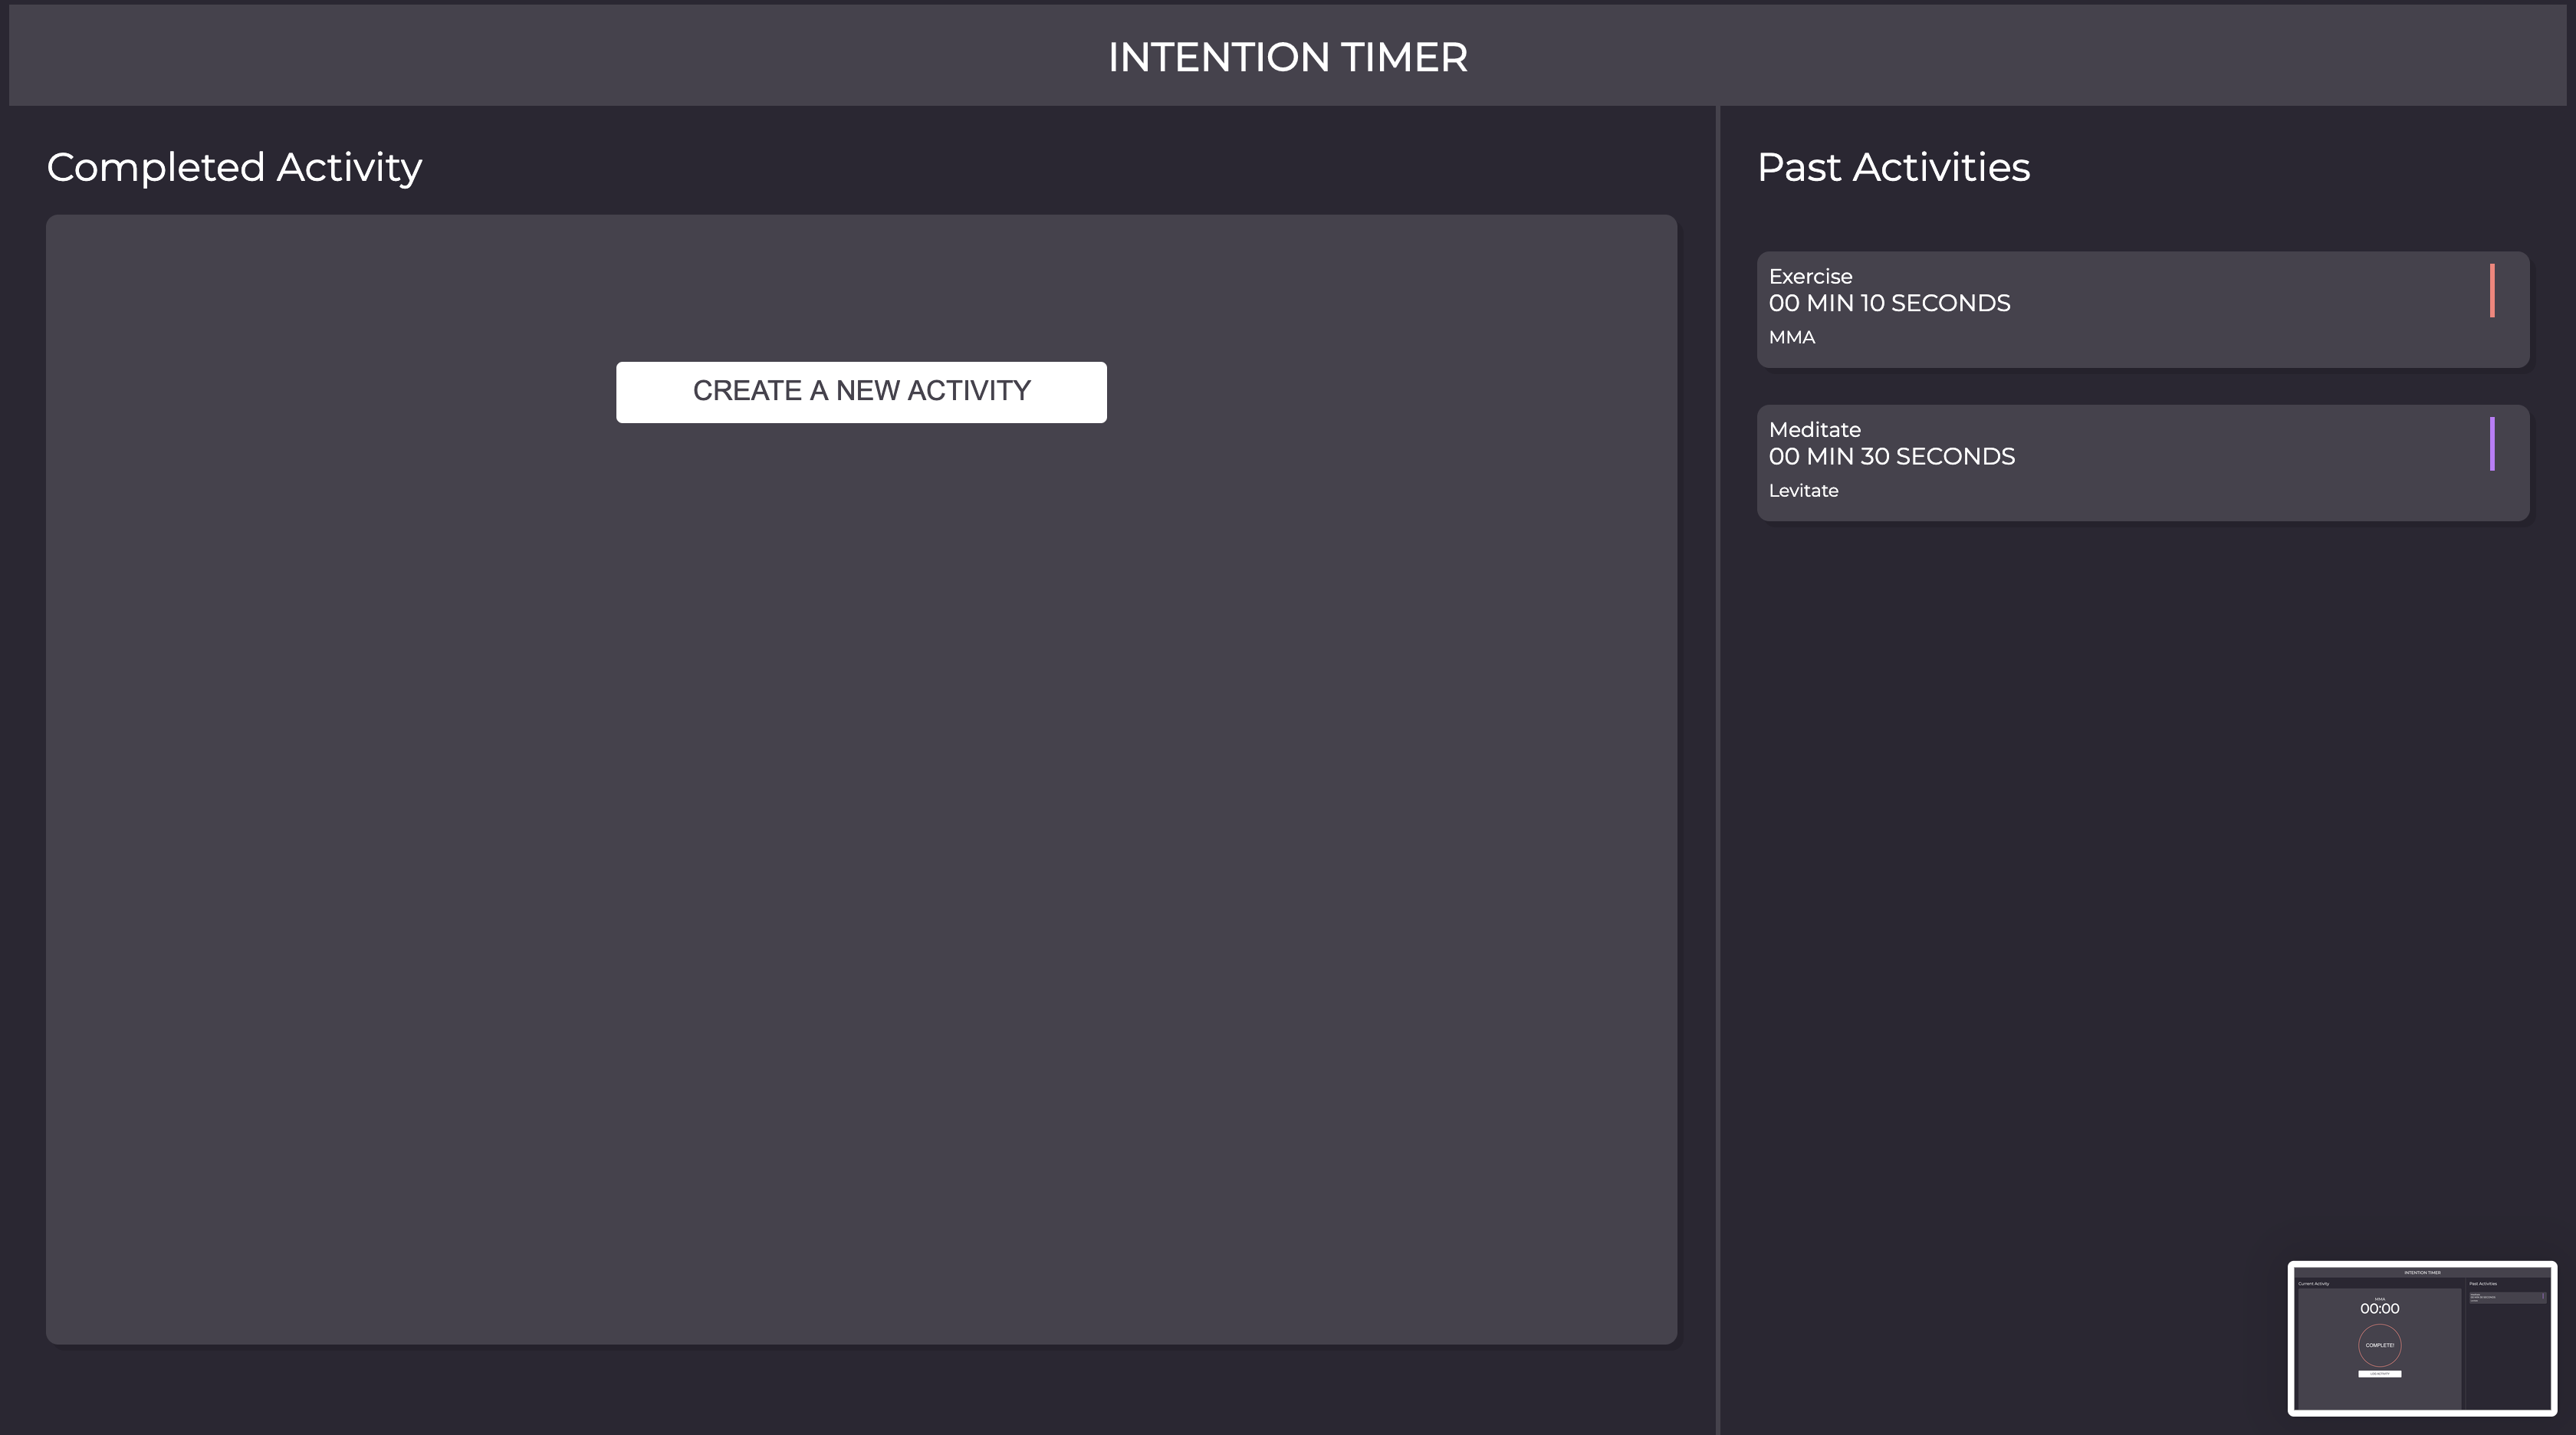 INTENTION TIMER
Completed Activity
CREATE A NEW ACTIVITY
Past Activities
Exercise
00 MIN 10 SECONDS
MMA
Meditate
00 MIN 30 SECONDS
Levitate
INTENTION TIMER
Current Activity
Past Activities
MMA
00:00
COMPLETE!